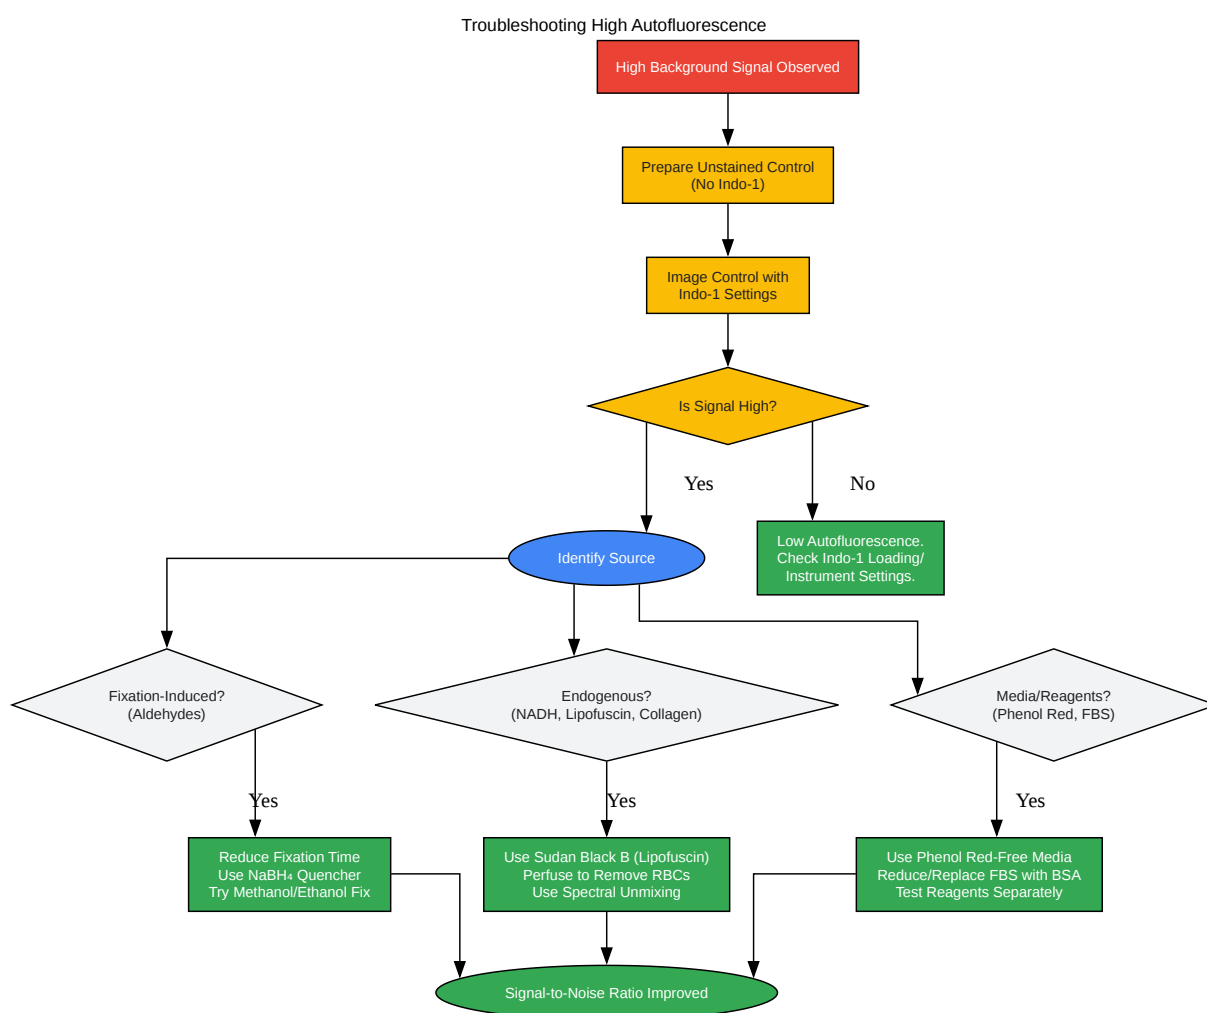 Troubleshooting High Autofluorescence
High Background Signal Observed
Prepare Unstained Control
(No Indo-1)
Image Control with
Indo-1 Settings
Is Signal High?
Yes
No
Identify Source
Low Autofluorescence.
Check Indo-1 Loading/
Instrument Settings.
Fixation-Induced?
(Aldehydes)
Endogenous?
(NADH, Lipofuscin, Collagen)
Media/Reagents?
(Phenol Red, FBS)
Yes
Yes
Yes
Reduce Fixation Time
Use NaBH₄ Quencher
Try Methanol/Ethanol Fix
Use Sudan Black B (Lipofuscin)
Perfuse to Remove RBCs
Use Spectral Unmixing
Use Phenol Red-Free Media
Reduce/Replace FBS with BSA
Test Reagents Separately
Signal-to-Noise Ratio Improved